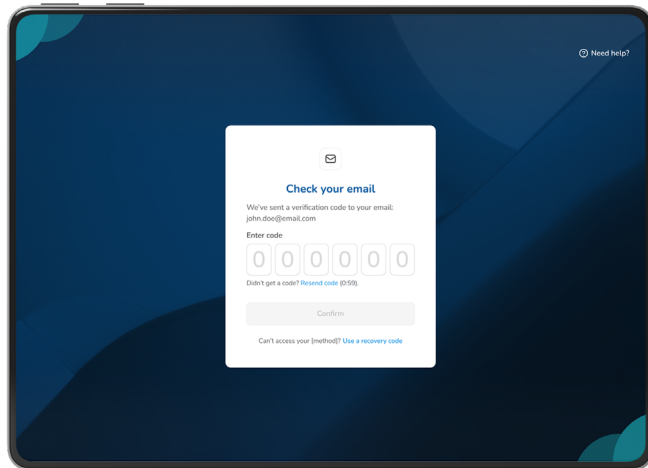 Need help?
Check your email
We've sent a verification code to your email:
john.doe@email.com
Enter code
0 0 0 0 0 0
Didn't get a code? Resend code (0:59).
Confirm
Can't access your [method]? Use a recovery code